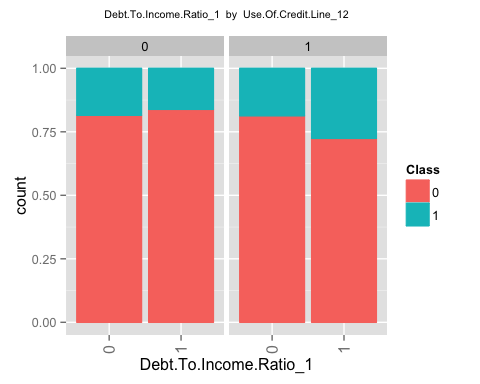 Debt.To.Income.Ratio_1 by Use.Of.Credit.Line_12
0 1
1.00
0.75
0.50
0.25
0.00
count
0 1 0 1
Debt.To.Income.Ratio_1
Class
0
1